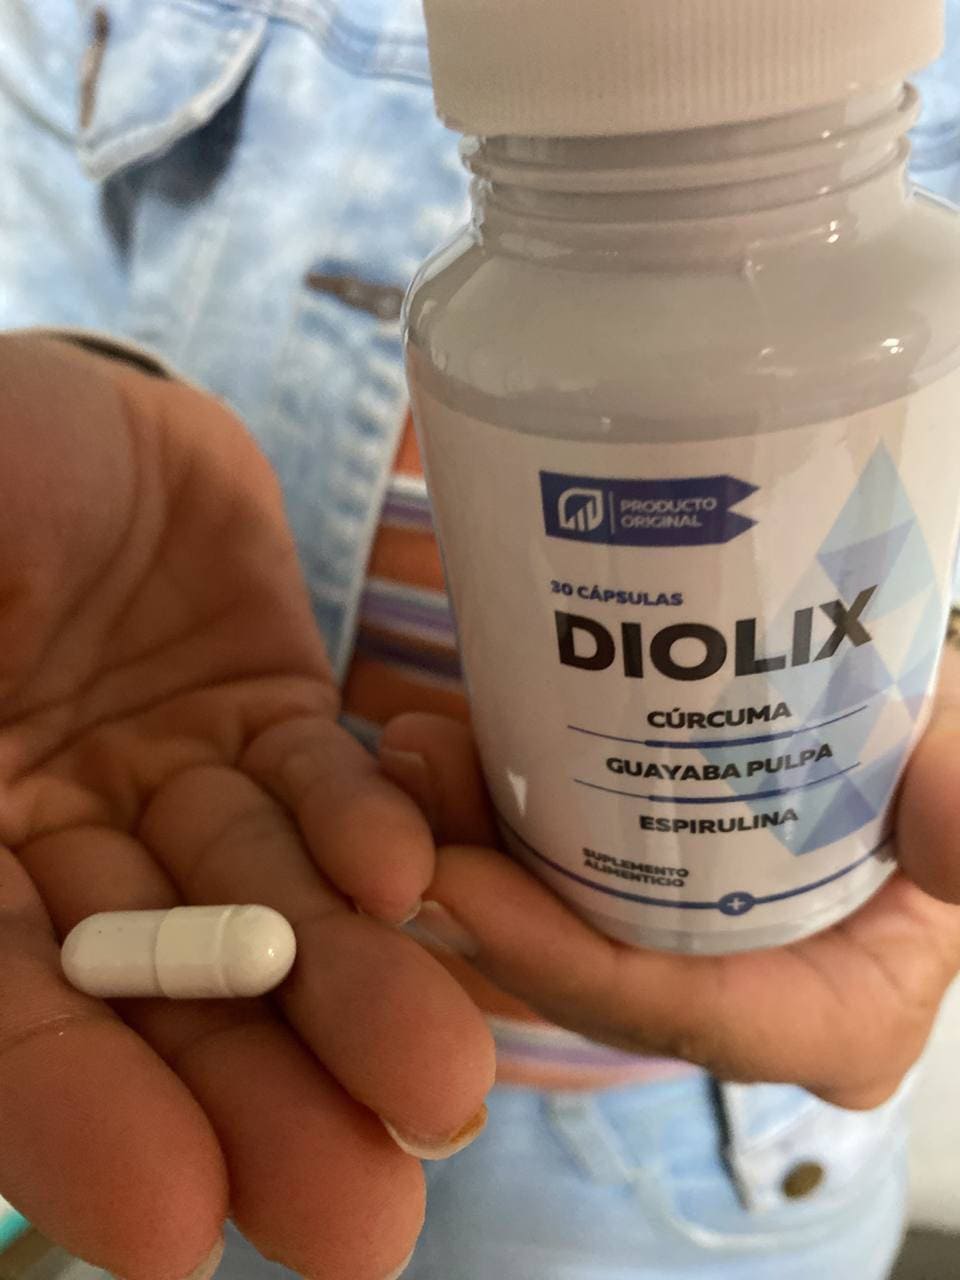 PRODUCTO
ORIGINAL
30 CÁPSULAS
DIOLIX
CÚRCUMA
GUAYABA PULPA
ESPIRULINA
SUPLEMENTO
ALIMENTICIO